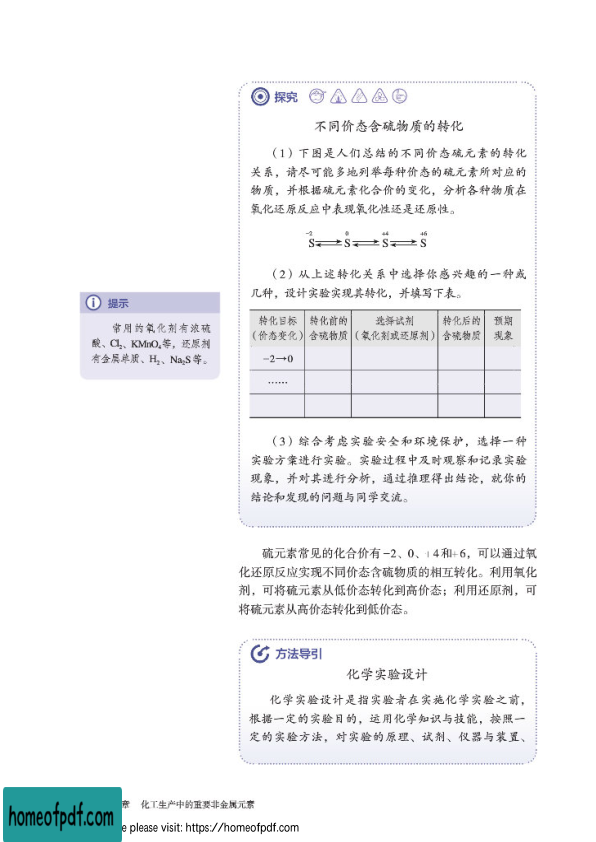 探究
不同价态含硫物质的转化
（1）下图是人们总结的不同价态硫元素的转化
关系，请尽可能多地列举每种价态的硫元素所对应的
物质，并根据硫元素化合价的变化，分析各种物质在
氧化还原反应中表现氧化性还是还原性。
-2 0 +4 +6
S⇌S⇌S⇌S
（2）从上述转化关系中选择你感兴趣的一种或
几种，设计实验实现其转化，并填写下表。
转化目标 转化前的 选择试剂 转化后的 预期
（价态变化） 含硫物质 （氧化剂或还原剂） 含硫物质 现象
-2→0
……
（3）综合考虑实验安全和环境保护，选择一种
实验方案进行实验。实验过程中及时观察和记录实验
现象，并对其进行分析，通过推理得出结论，就你的
结论和发现的问题与同学交流。
提示
常用的氧化剂有浓硫
酸、Cl₂、KMnO₄等，还原剂
有金属单质、H₂、Na₂S等。
硫元素常见的化合价有-2、0、+4和+6，可以通过氧
化还原反应实现不同价态含硫物质的相互转化。利用氧化
剂，可将硫元素从低价态转化到高价态；利用还原剂，可
将硫元素从高价态转化到低价态。
方法导引
化学实验设计
化学实验设计是指实验者在实施化学实验之前，
根据一定的实验目的，运用化学知识与技能，按照一
定的实验方法，对实验的原理、试剂、仪器与装置、
章 化工生产中的重要非金属元素
homeofpdf.com
e please visit: https://homeofpdf.com